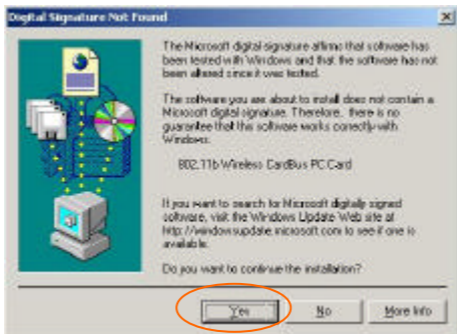 Digital Signature Not Found
The Microsoft digital signature affirms that software has
been tested with Windows and that the software has not
been altered since it was tested.
The software you are about to install does not contain a
Microsoft digital signature. Therefore, there is no
guarantee that this software works correctly with
Windows.
802.11b Wireless CardBus PC Card
If you want to search for Microsoft digitally signed
software, visit the Windows Update Web site at
http://windowsupdate.microsoft.com to see if one is
available.
Do you want to continue the installation?
Yes No More Info